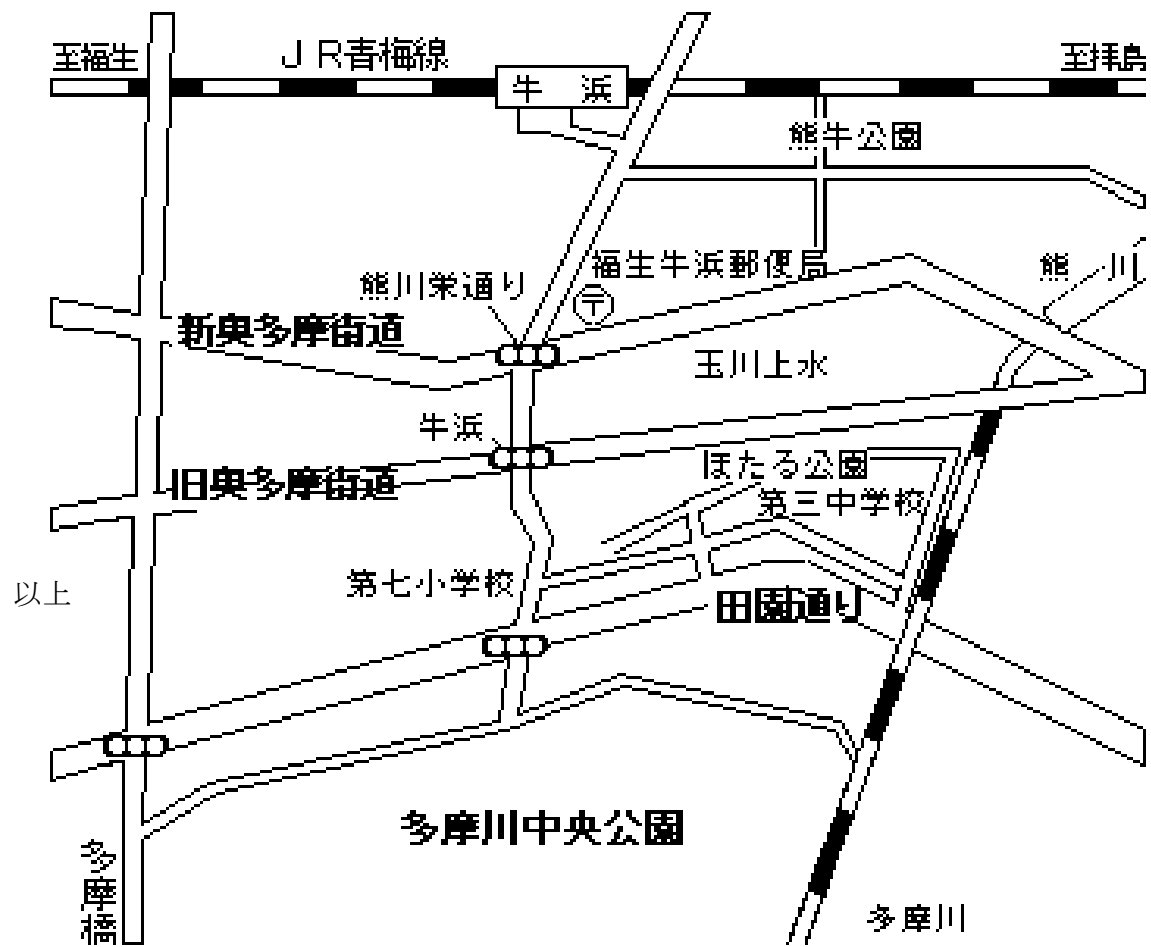 至福生
ＪＲ青梅線
至拝島
牛　浜
熊牛公園
福生牛浜郵便局
熊　川
熊川栄通り
〒
新奥多摩街道
玉川上水
牛浜
ほたる公園
旧奥多摩街道
第三中学校
第七小学校
以上
田園通り
多摩川中央公園
多摩橋
多摩川